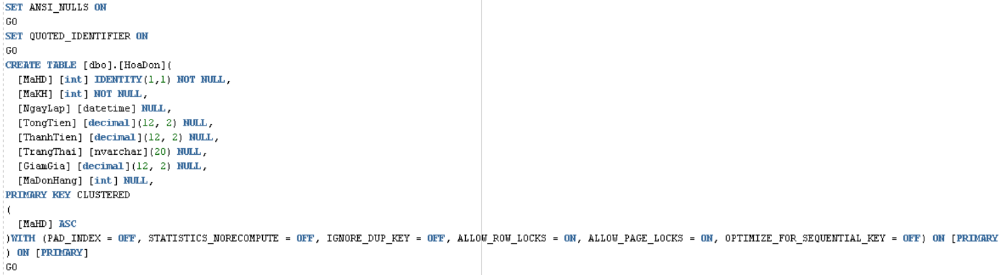 SET ANSI_NULLS ON
GO
SET QUOTED_IDENTIFIER ON
GO
CREATE TABLE [dbo].[HoaDon](
[MaHD] [int] IDENTITY(1,1) NOT NULL,
[MaKH] [int] NOT NULL,
[NgayLap] [datetime] NULL,
[TongTien] [decimal](12, 2) NULL,
[ThanhTien] [decimal](12, 2) NULL,
[TrangThai] [nvarchar](20) NULL,
[GiamGia] [decimal](12, 2) NULL,
[MaDonHang] [int] NULL,
PRIMARY KEY CLUSTERED
(
[MaHD] ASC
)WITH (PAD_INDEX = OFF, STATISTICS_NORECOMPUTE = OFF, IGNORE_DUP_KEY = OFF, ALLOW_ROW_LOCKS = ON, ALLOW_PAGE_LOCKS = ON, OPTIMIZE_FOR_SEQUENTIAL_KEY = OFF) ON [PRIMARY
) ON [PRIMARY]
GO